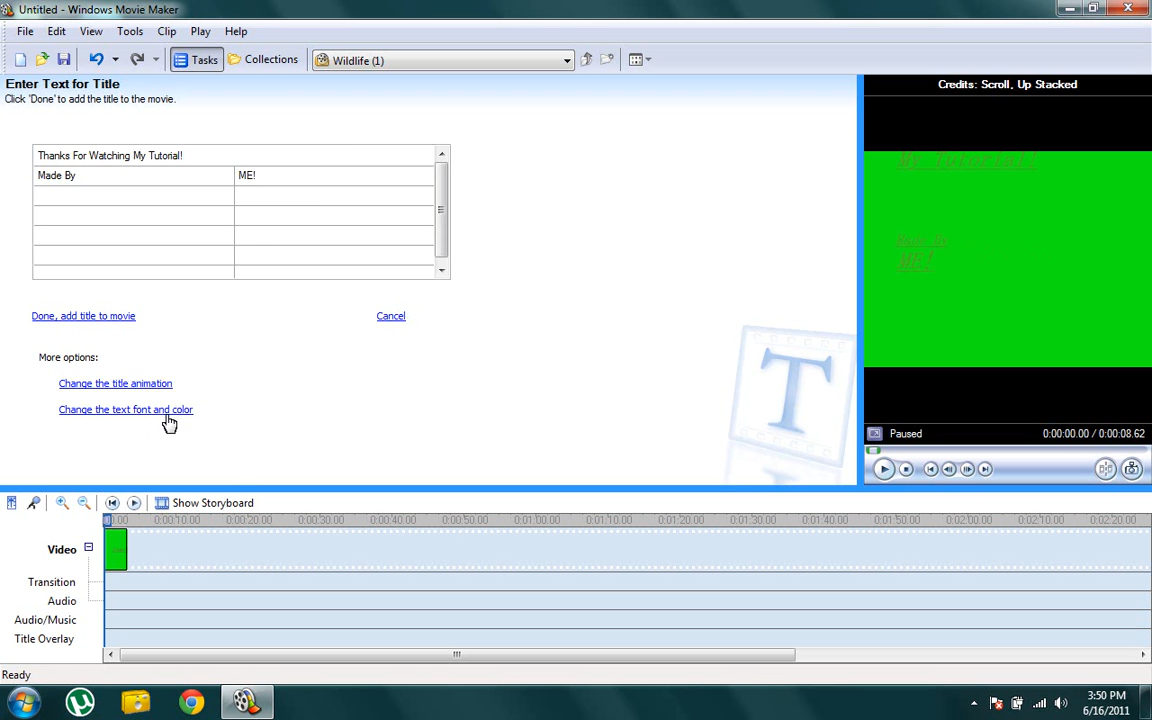 Untitled - Windows Movie Maker
File Edit View Tools Clip Play Help
Tasks Collections Wildlife (1)
Enter Text for Title
Click 'Done' to add the title to the movie.
Thanks For Watching My Tutorial!
Made By ME!
Done, add title to movie Cancel
More options:
Change the title animation
Change the text font and color
T
Credits: Scroll, Up Stacked
My Tutorial!
Made By
ME!
Paused 0:00:00.00 / 0:00:08.62
Show Storyboard
0:00:10.00 0:00:20.00 0:00:30.00 0:00:40.00 0:00:50.00 0:01:00.00 0:01:10.00 0:01:20.00 0:01:30.00 0:01:40.00 0:01:50.00 0:02:00.00 0:02:10.00 0:02:20.00
Video
Transition
Audio
Audio/Music
Title Overlay
Ready
3:50 PM
6/16/2011